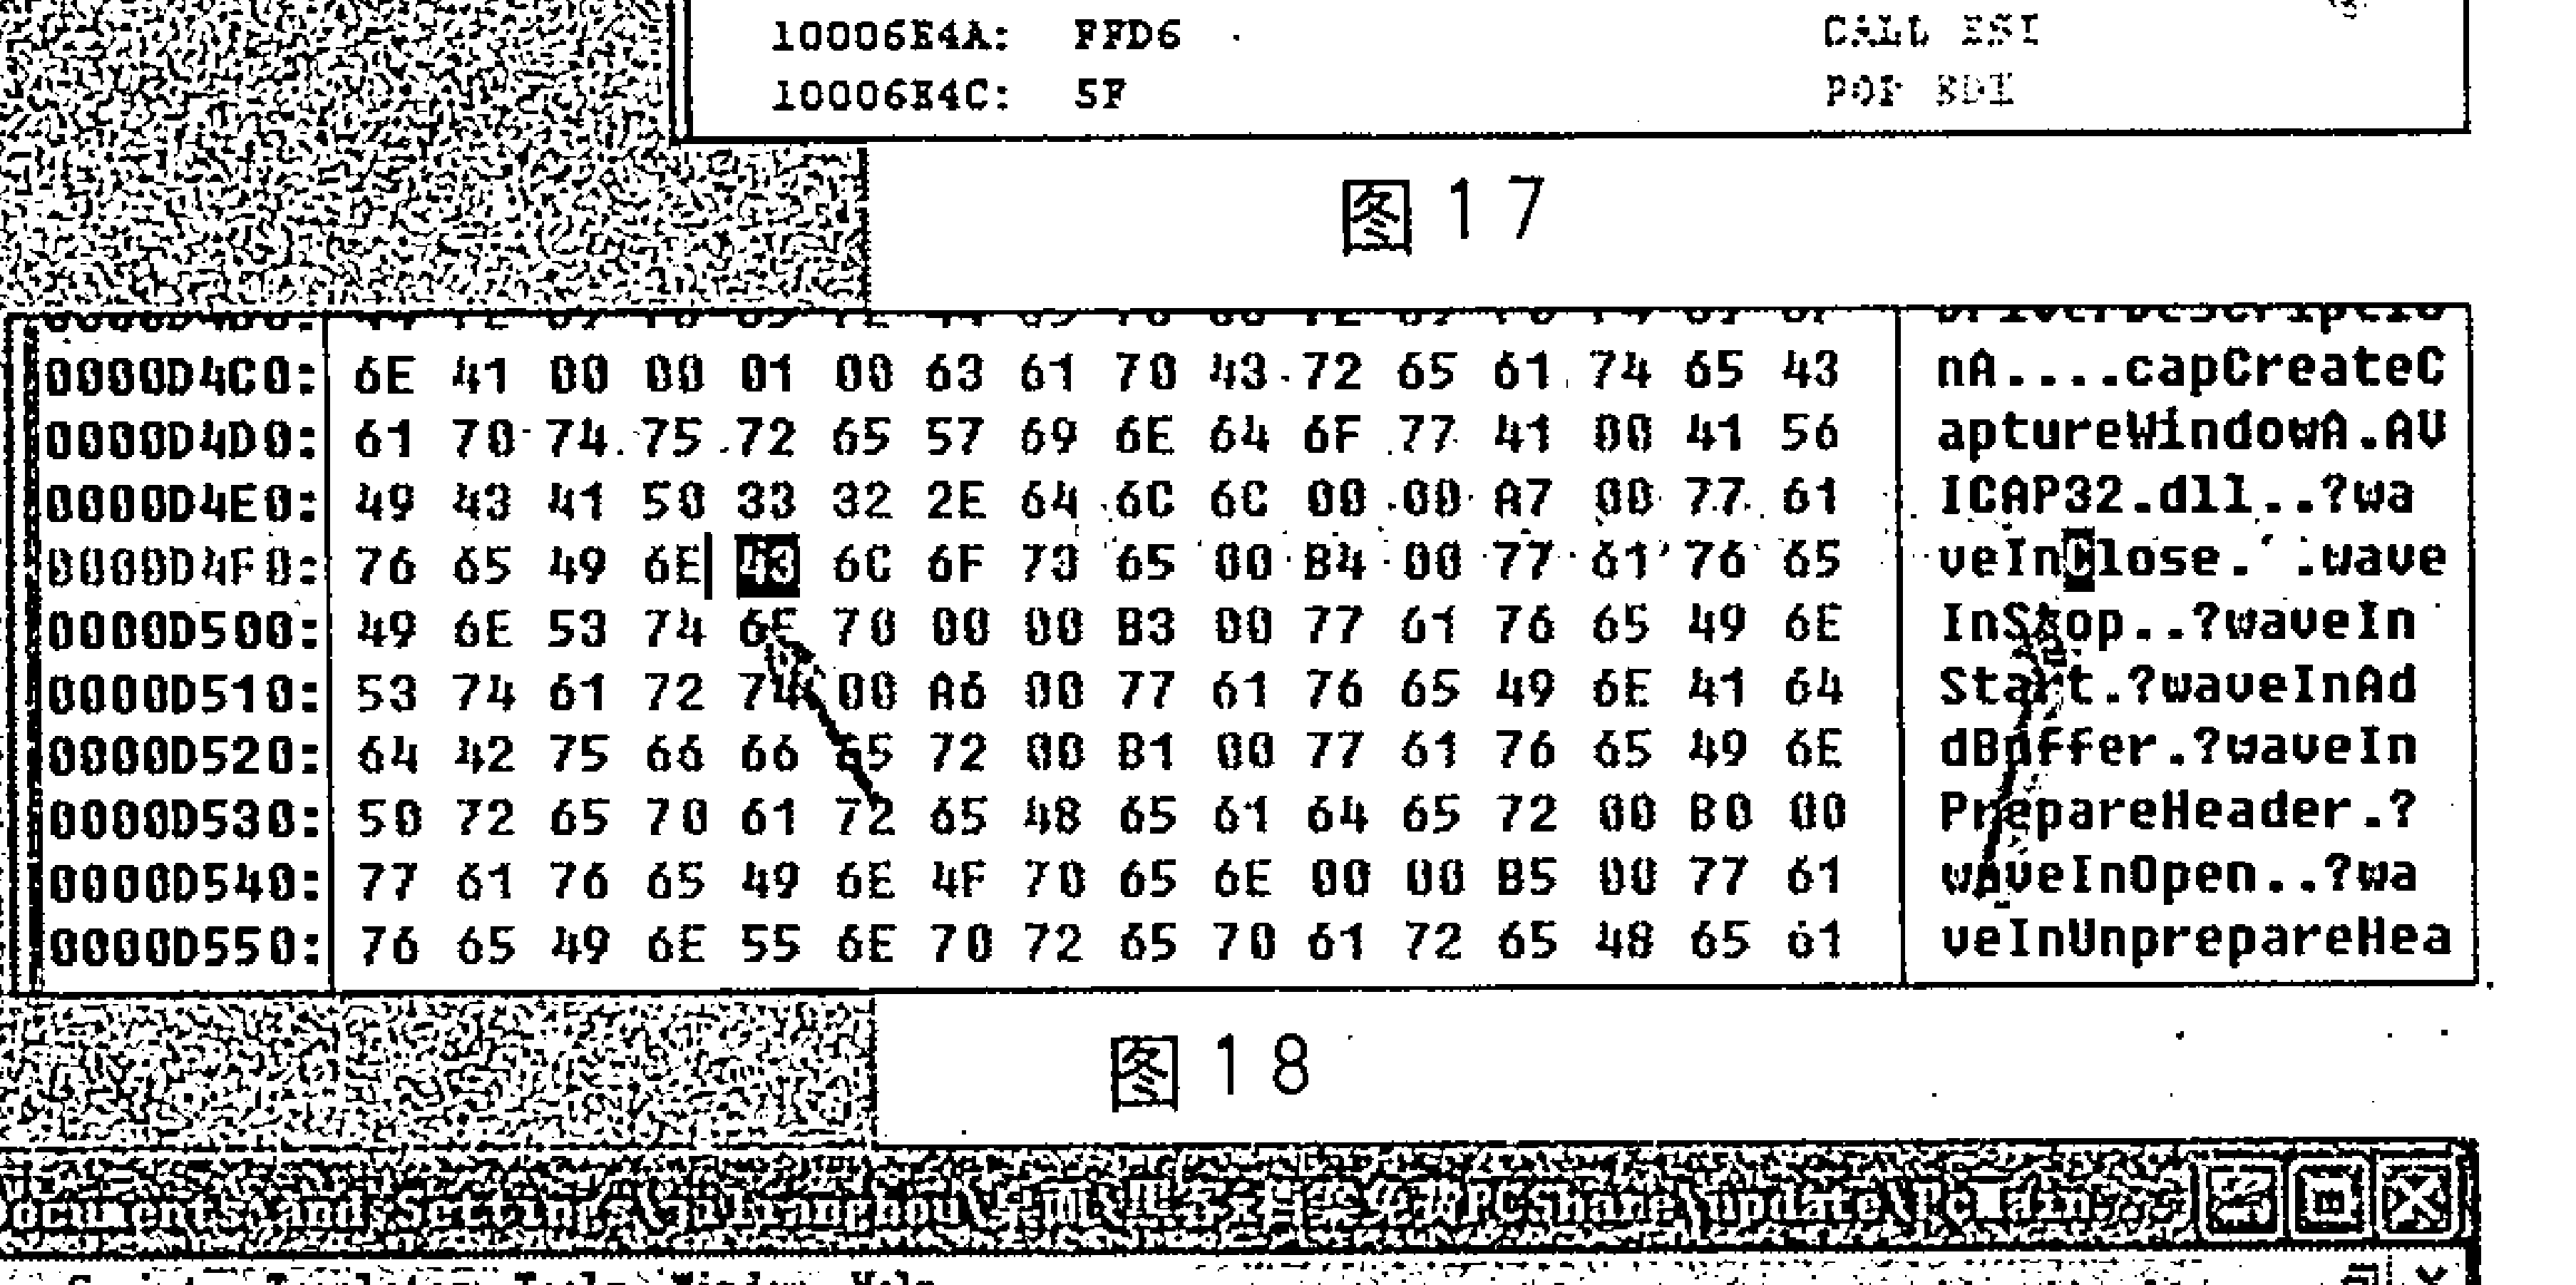 10006E4A: FFD6 CALL ESI
10006E4C: 5F POP EDI
图17
0000D4C0: 6E 41 00 00 01 00 63 61 70 43 72 65 61 74 65 43 nA....capCreateC
0000D4D0: 61 70 74 75 72 65 57 69 6E 64 6F 77 41 00 41 56 aptureWindowA.AV
0000D4E0: 49 43 41 50 33 32 2E 64 6C 6C 00 00 A7 00 77 61 ICAP32.dll..?wa
0000D4F0: 76 65 49 6E 43 6C 6F 73 65 00 B4 00 77 61 76 65 veInClose.´.wave
0000D500: 49 6E 53 74 6F 70 00 00 B3 00 77 61 76 65 49 6E InStop..?waveIn
0000D510: 53 74 61 72 74 00 A6 00 77 61 76 65 49 6E 41 64 Start.?waveInAd
0000D520: 64 42 75 66 66 65 72 00 B1 00 77 61 76 65 49 6E dBuffer.?waveIn
0000D530: 50 72 65 70 61 72 65 48 65 61 64 65 72 00 B0 00 PrepareHeader.?
0000D540: 77 61 76 65 49 6E 4F 70 65 6E 00 00 B5 00 77 61 waveInOpen..?wa
0000D550: 76 65 49 6E 55 6E 70 72 65 70 61 72 65 48 65 61 veInUnprepareHea
图18
ocuments and Settings\ PCShare\update\PcMain
Window Help